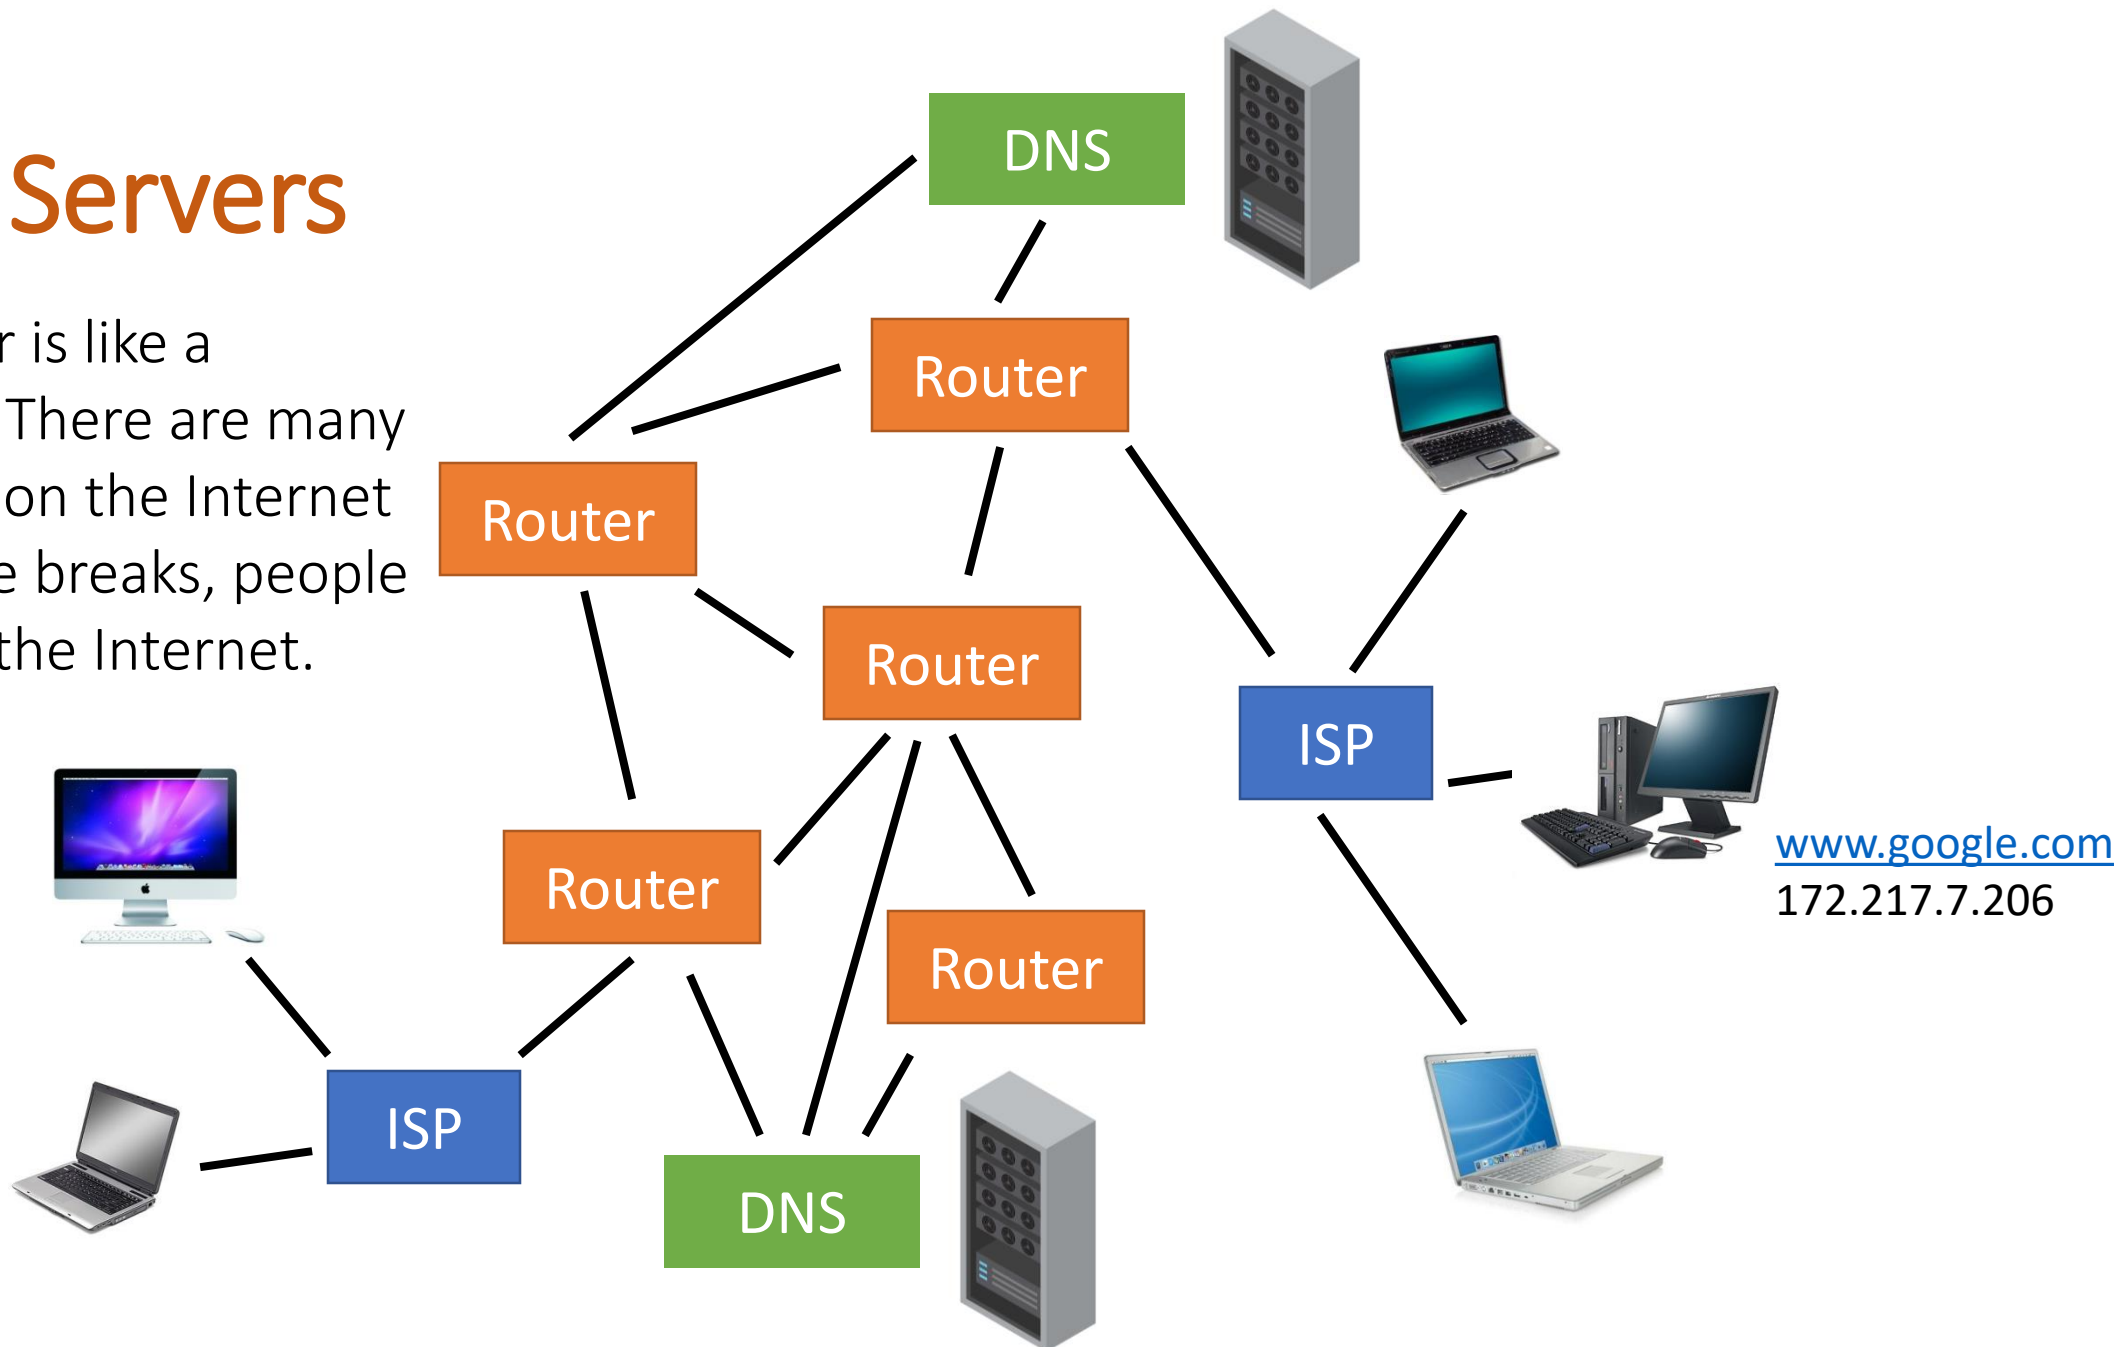 Servers
r is like a
There are many
on the Internet
e breaks, people
the Internet.
DNS
Router
Router
Router
ISP
www.google.com
172.217.7.206
Router
Router
ISP
DNS